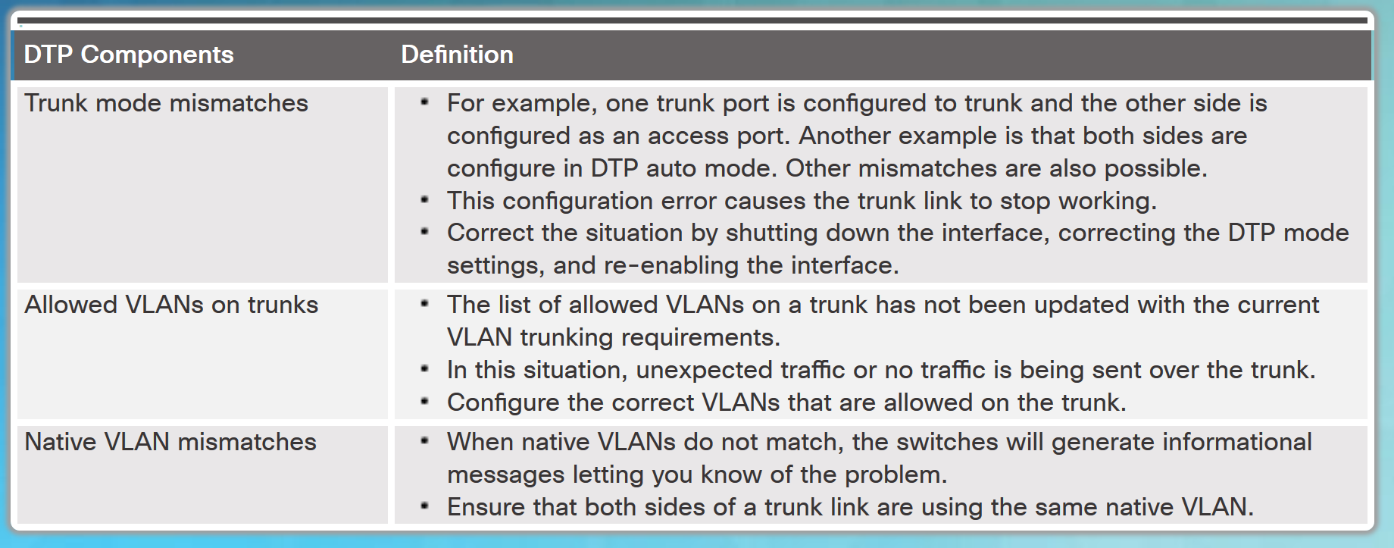 DTP Components Definition
Trunk mode mismatches
▪ For example, one trunk port is configured to trunk and the other side is
configured as an access port. Another example is that both sides are
configure in DTP auto mode. Other mismatches are also possible.
▪ This configuration error causes the trunk link to stop working.
▪ Correct the situation by shutting down the interface, correcting the DTP mode
settings, and re-enabling the interface.
Allowed VLANs on trunks
▪ The list of allowed VLANs on a trunk has not been updated with the current
VLAN trunking requirements.
▪ In this situation, unexpected traffic or no traffic is being sent over the trunk.
▪ Configure the correct VLANs that are allowed on the trunk.
Native VLAN mismatches
▪ When native VLANs do not match, the switches will generate informational
messages letting you know of the problem.
▪ Ensure that both sides of a trunk link are using the same native VLAN.